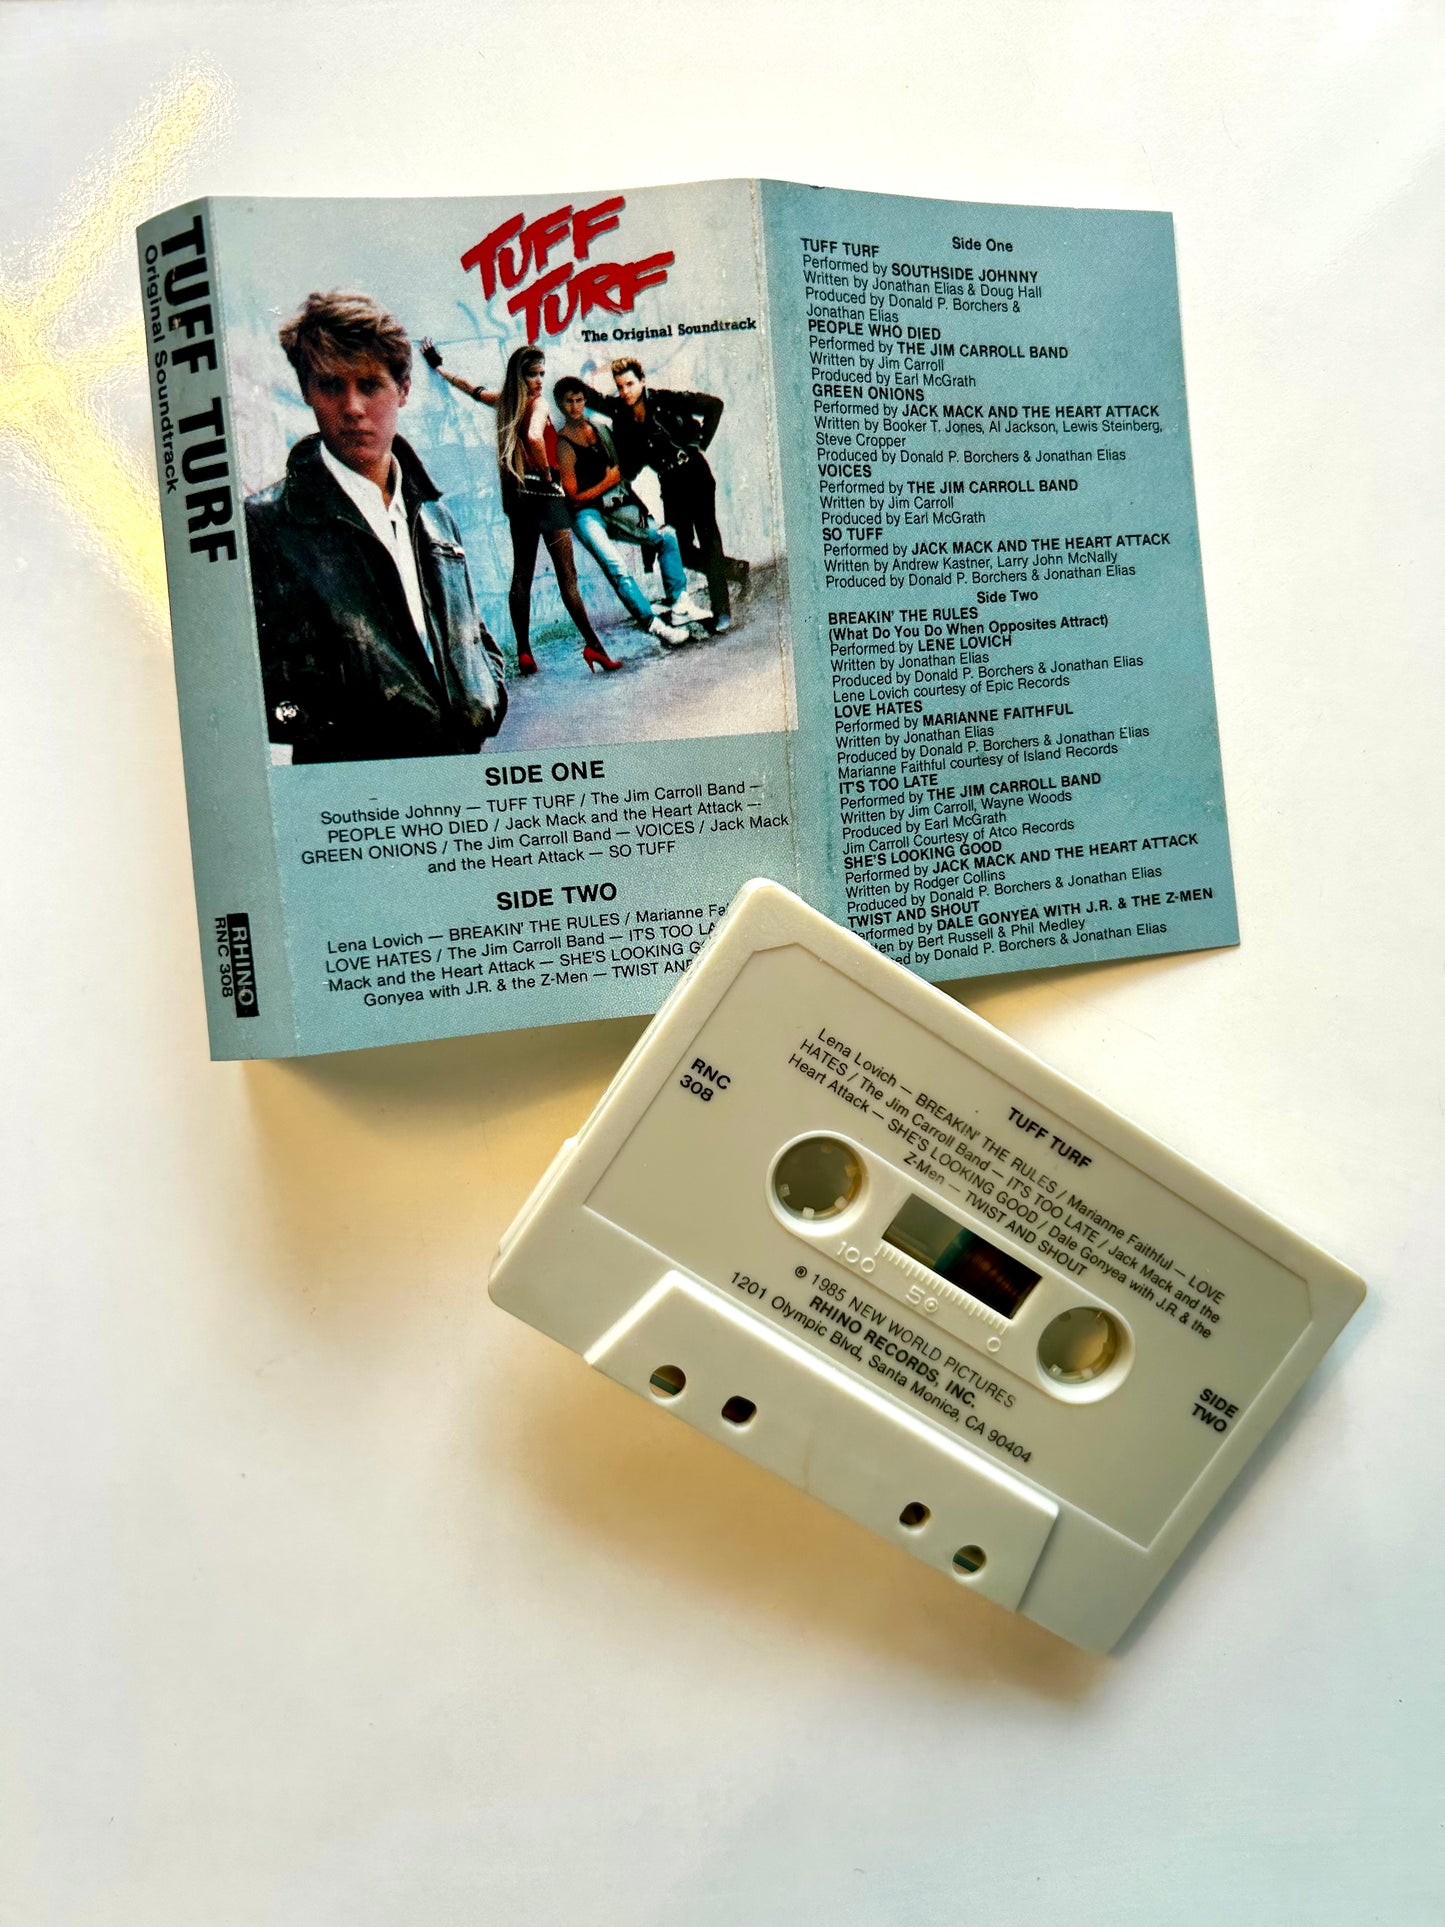 TUFF TURF
Original Soundtrack
RHINO
RNC 308
TUFF
TURF
The Original Soundtrack
SIDE ONE
Southside Johnny — TUFF TURF / The Jim Carroll Band —
PEOPLE WHO DIED / Jack Mack and the Heart Attack —
GREEN ONIONS / The Jim Carroll Band — VOICES / Jack Mack
and the Heart Attack — SO TUFF
SIDE TWO
Lena Lovich — BREAKIN' THE RULES / Marianne
LOVE HATES / The Jim Carroll Band — IT'S TOO
Mack and the Heart Attack — SHE'S LOOKING
Gonyea with J.R. & the Z-Men — TWIST
Side One
TUFF TURF
Performed by SOUTHSIDE JOHNNY
Written by Jonathan Elias & Doug Hall
Produced by Donald P. Borchers &
Jonathan Elias
PEOPLE WHO DIED
Performed by THE JIM CARROLL BAND
Written by Jim Carroll
Produced by Earl McGrath
GREEN ONIONS
Performed by JACK MACK AND THE HEART ATTACK
Written by Booker T. Jones, Al Jackson, Lewis Steinberg,
Steve Cropper
Produced by Donald P. Borchers & Jonathan Elias
VOICES
Performed by THE JIM CARROLL BAND
Written by Jim Carroll
Produced by Earl McGrath
SO TUFF
Performed by JACK MACK AND THE HEART ATTACK
Written by Andrew Kastner, Larry John McNally
Produced by Donald P. Borchers & Jonathan Elias
Side Two
BREAKIN' THE RULES
(What Do You Do When Opposites Attract)
Performed by LENE LOVICH
Written by Jonathan Elias
Produced by Donald P. Borchers & Jonathan Elias
Lene Lovich courtesy of Epic Records
LOVE HATES
Performed by MARIANNE FAITHFUL
Written by Jonathan Elias
Produced by Donald P. Borchers & Jonathan Elias
Marianne Faithful courtesy of Island Records
IT'S TOO LATE
Performed by THE JIM CARROLL BAND
Written by Jim Carroll, Wayne Woods
Produced by Earl McGrath
Jim Carroll Courtesy of Atco Records
SHE'S LOOKING GOOD
Performed by JACK MACK AND THE HEART ATTACK
Written by Rodger Collins
Produced by Donald P. Borchers & Jonathan Elias
TWIST AND SHOUT
Performed by DALE GONYEA WITH J.R. & THE Z-MEN
by Bert Russell & Phil Medley
by Donald P. Borchers & Jonathan Elias
RNC
308
TUFF TURF
Lena Lovich — BREAKIN' THE RULES / Marianne Faithful — LOVE
HATES / The Jim Carroll Band — IT'S TOO LATE / Jack Mack and the
Heart Attack — SHE'S LOOKING GOOD / Dale Gonyea with J.R. & the
Z-Men — TWIST AND SHOUT
100 50 0
℗ 1985 NEW WORLD PICTURES
RHINO RECORDS, INC.
1201 Olympic Blvd, Santa Monica, CA 90404
SIDE
TWO